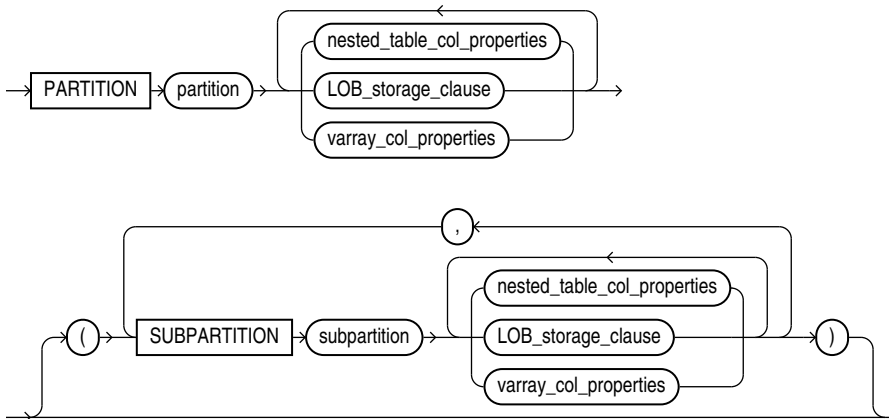 nested_table_col_properties
PARTITION partition LOB_storage_clause
varray_col_properties
,
nested_table_col_properties
( SUBPARTITION subpartition LOB_storage_clause )
varray_col_properties